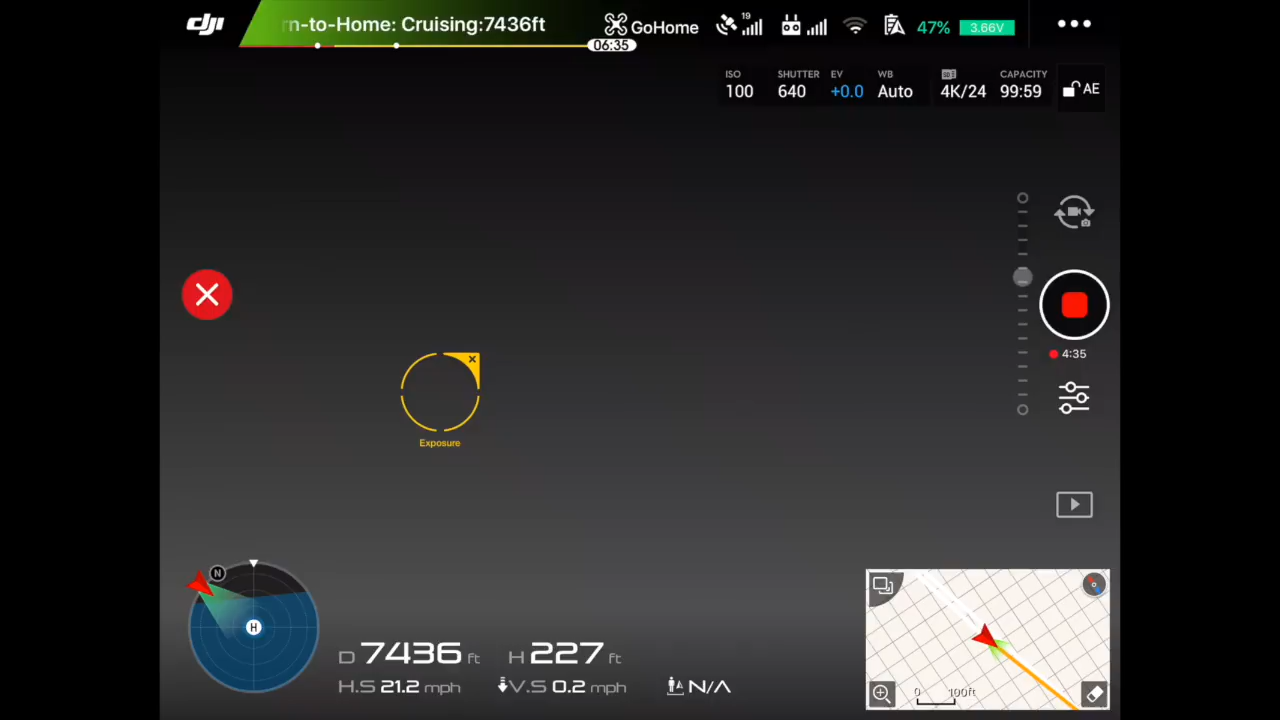 dji
rn-to-Home: Cruising:7436ft
GoHome
19
47%
3.66V
06:35
ISO
100
SHUTTER
640
EV
+0.0
WB
Auto
SD
4K/24
CAPACITY
99:59
AE
4:35
Exposure
N
H
D 7436 ft
H 227 ft
H.S 21.2 mph
V.S 0.2 mph
N/A
0 100ft